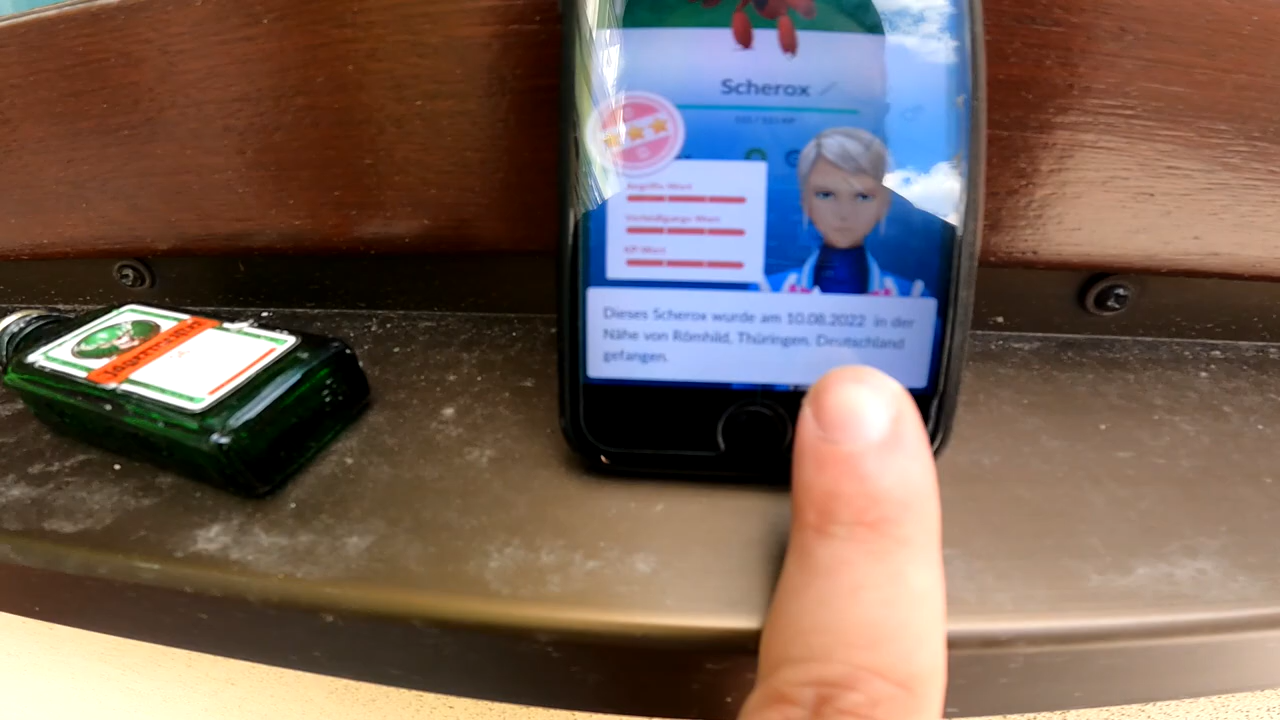 Scherox
Angriffs-Wert
Verteidigungs-Wert
KP-Wert
Dieses Scherox wurde am 10.08.2022 in der
Nähe von Römhild, Thüringen, Deutschland
gefangen.
Jägermeister